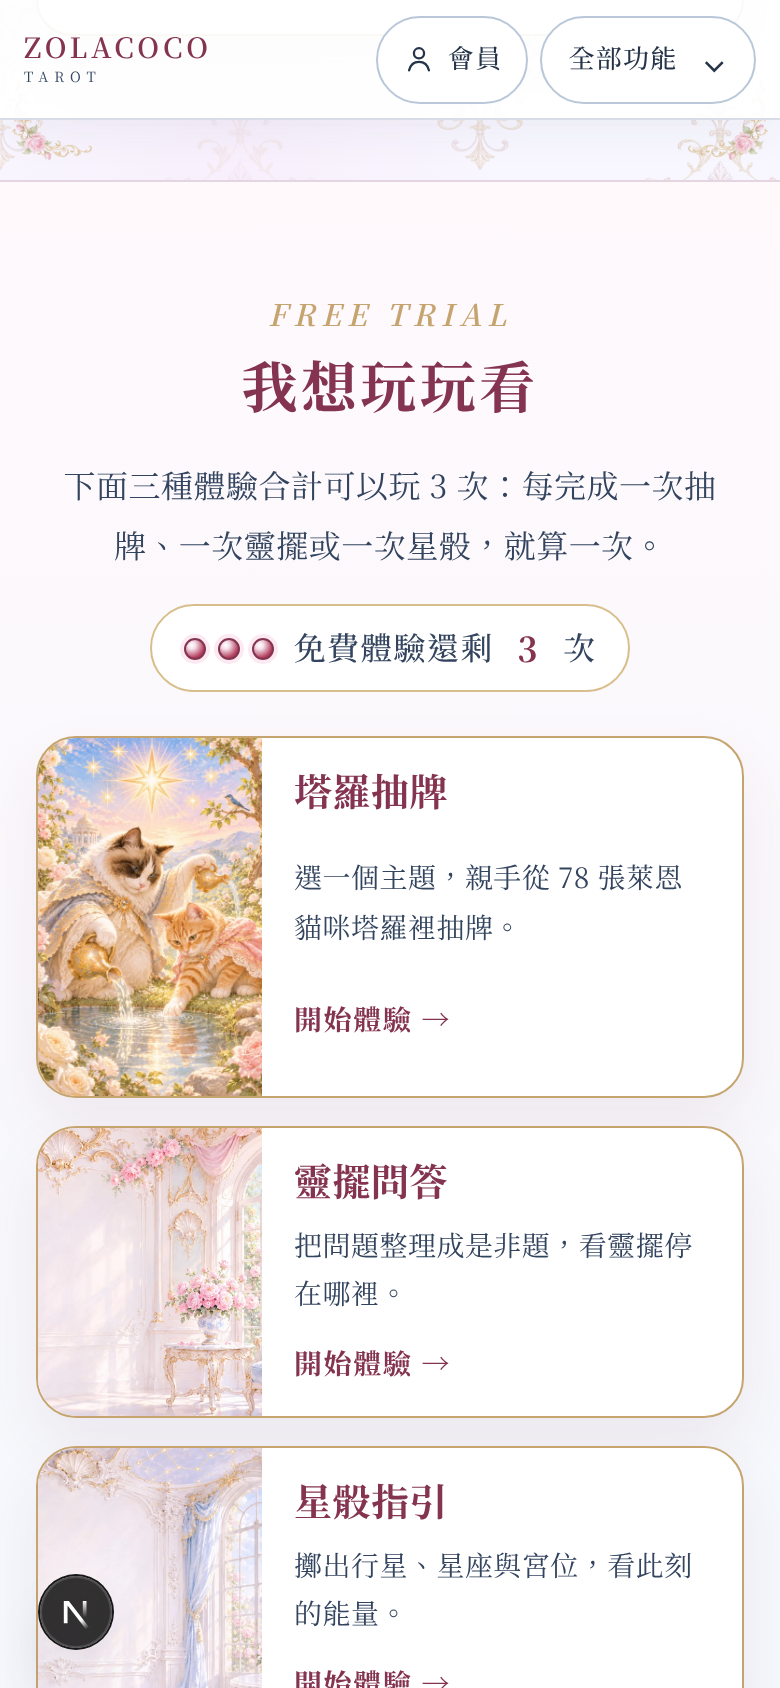 ZOLACOCO
TAROT
會員
全部功能
FREE TRIAL
我想玩玩看
下面三種體驗合計可以玩 3 次：每完成一次抽
牌、一次靈擺或一次星骰，就算一次。
免費體驗還剩 3 次
塔羅抽牌
選一個主題，親手從 78 張萊恩
貓咪塔羅裡抽牌。
開始體驗 →
靈擺問答
把問題整理成是非題，看靈擺停
在哪裡。
開始體驗 →
星骰指引
擲出行星、星座與宮位，看此刻
的能量。
N
開始體驗 →